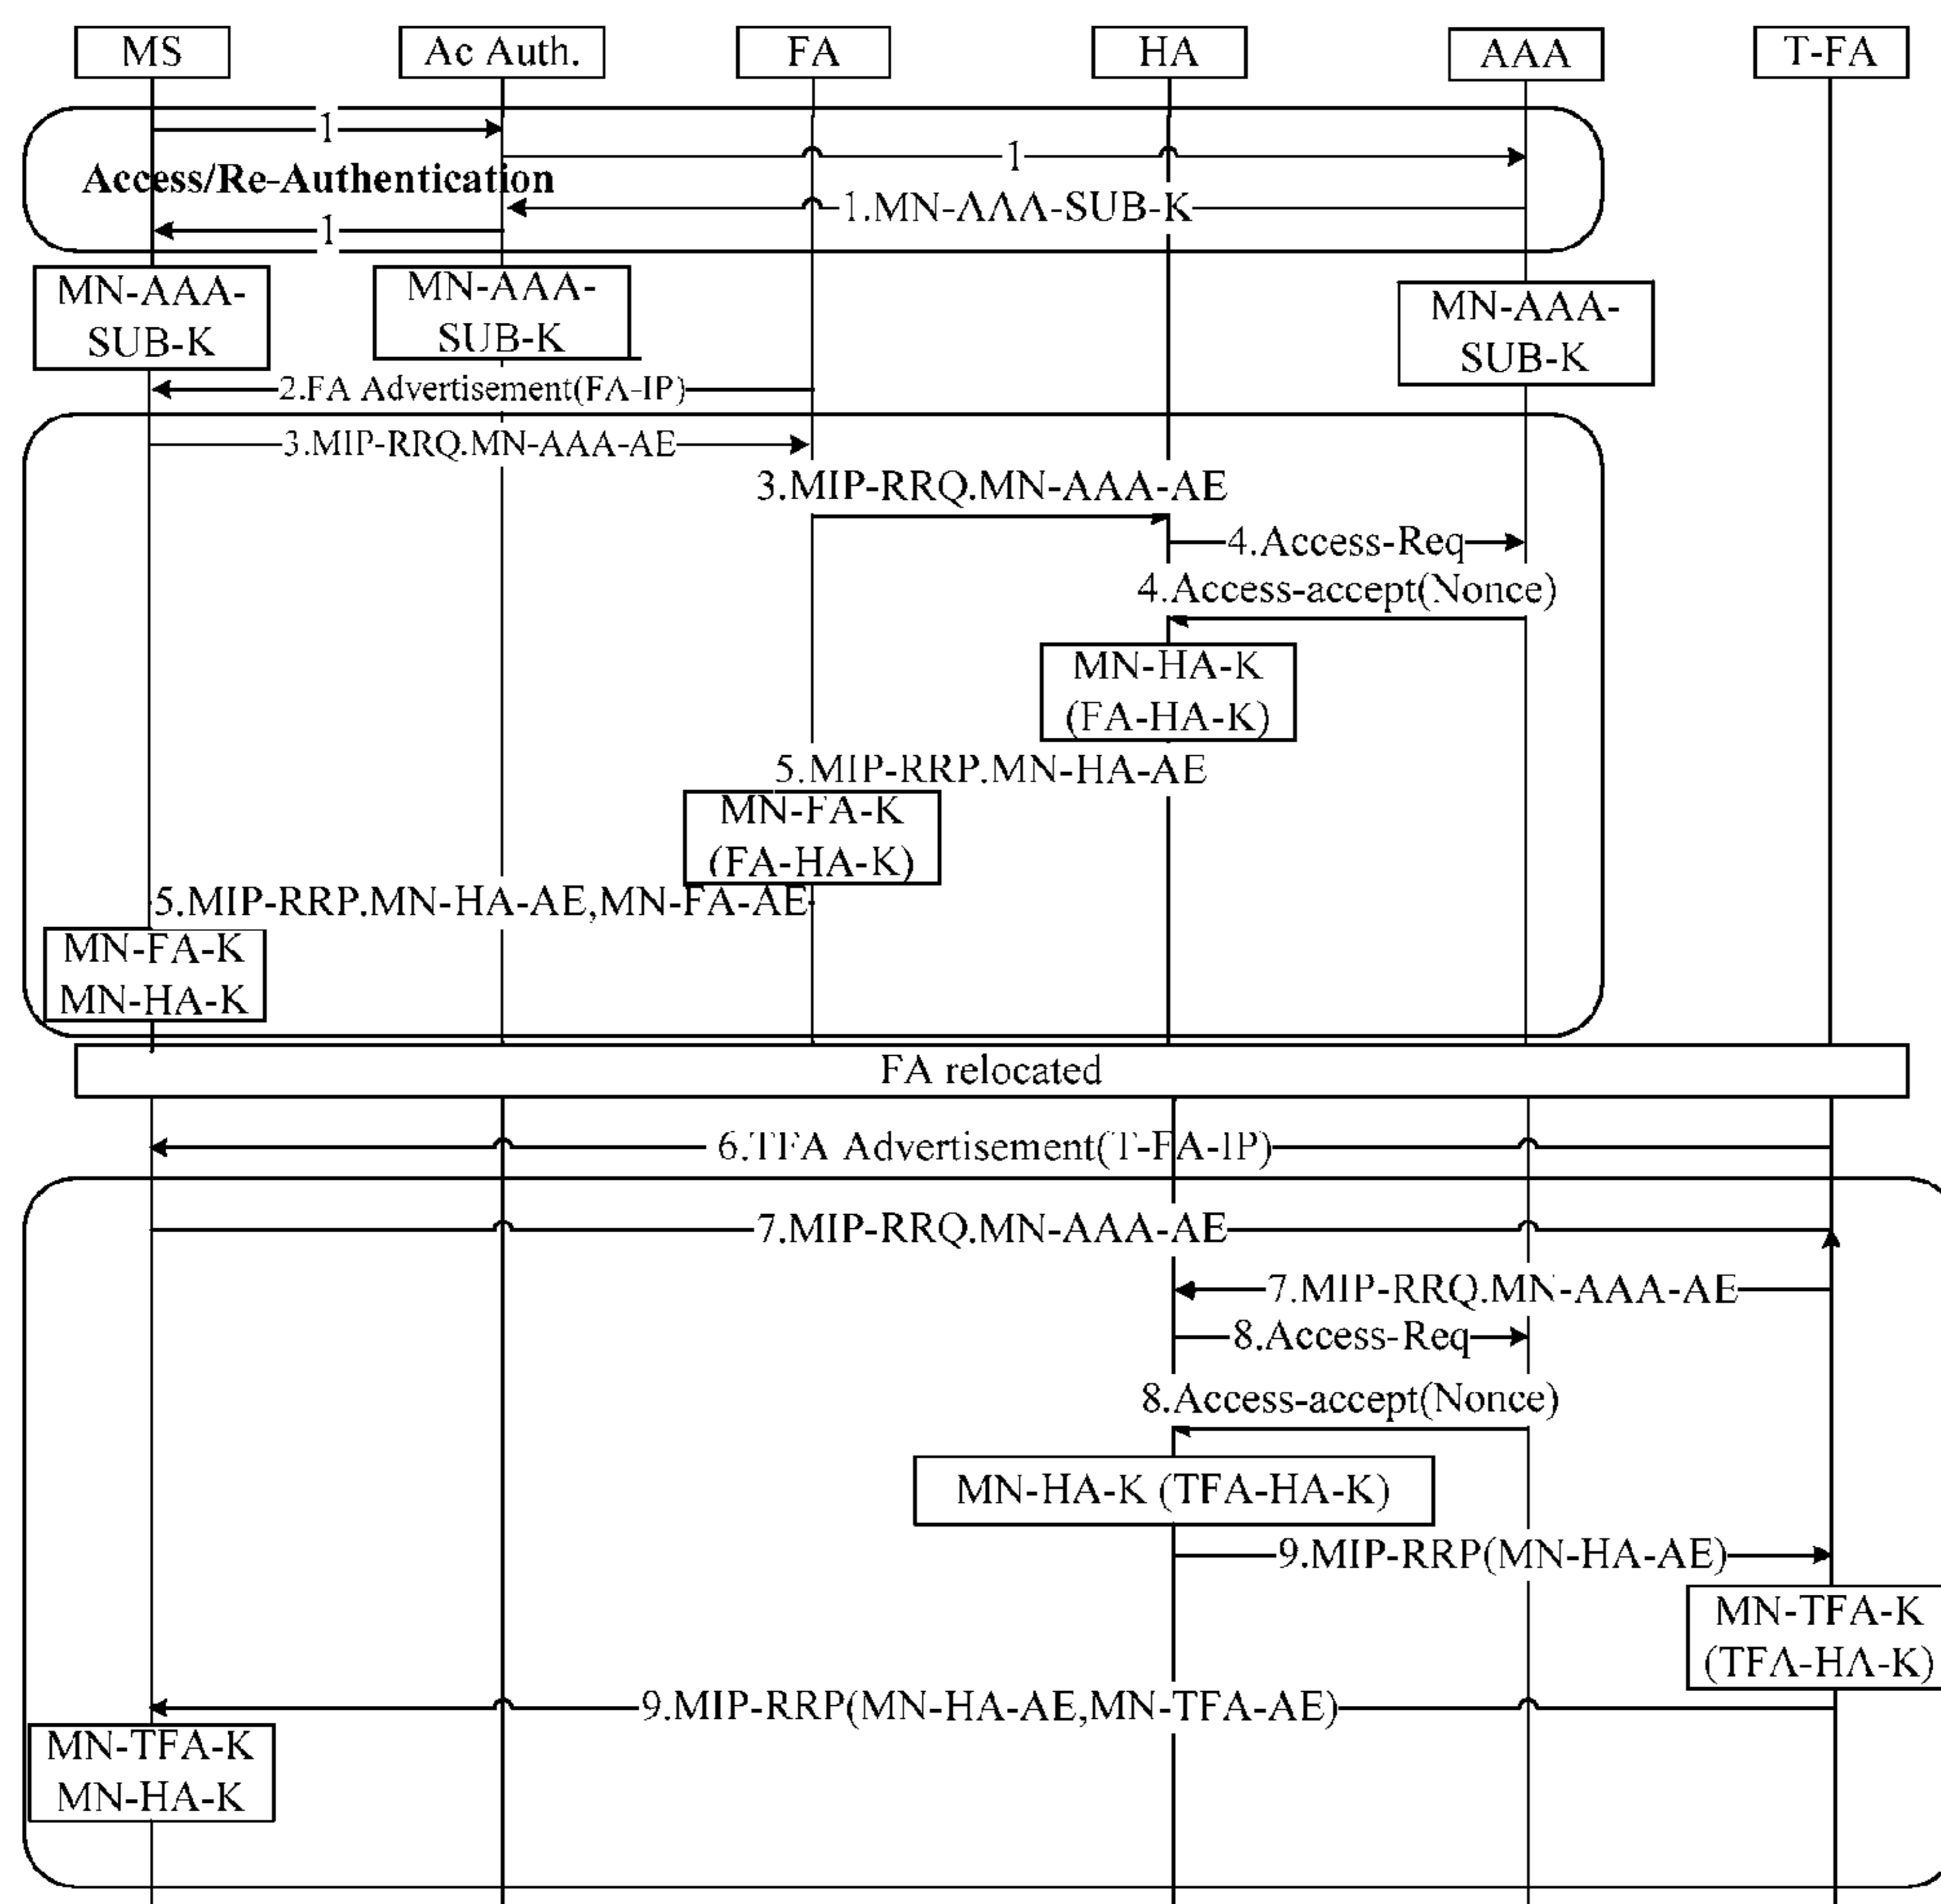 MS
Ac Auth.
FA
HA
AAA
T-FA
1
1
Access/Re-Authentication
1.MN-AAA-SUB-K
1
MN-AAA-
SUB-K
MN-AAA-
SUB-K
MN-AAA-
SUB-K
2.FA Advertisement(FA-IP)
3.MIP-RRQ.MN-AAA-AE
3.MIP-RRQ.MN-AAA-AE
4.Access-Req
4.Access-accept(Nonce)
MN-HA-K
(FA-HA-K)
5.MIP-RRP.MN-HA-AE
MN-FA-K
(FA-HA-K)
5.MIP-RRP.MN-HA-AE,MN-FA-AE
MN-FA-K
MN-HA-K
FA relocated
6.TFA Advertisement(T-FA-IP)
7.MIP-RRQ.MN-AAA-AE
7.MIP-RRQ.MN-AAA-AE
8.Access-Req
8.Access-accept(Nonce)
MN-HA-K (TFA-HA-K)
9.MIP-RRP(MN-HA-AE)
MN-TFA-K
(TFA-HA-K)
9.MIP-RRP(MN-HA-AE,MN-TFA-AE)
MN-TFA-K
MN-HA-K